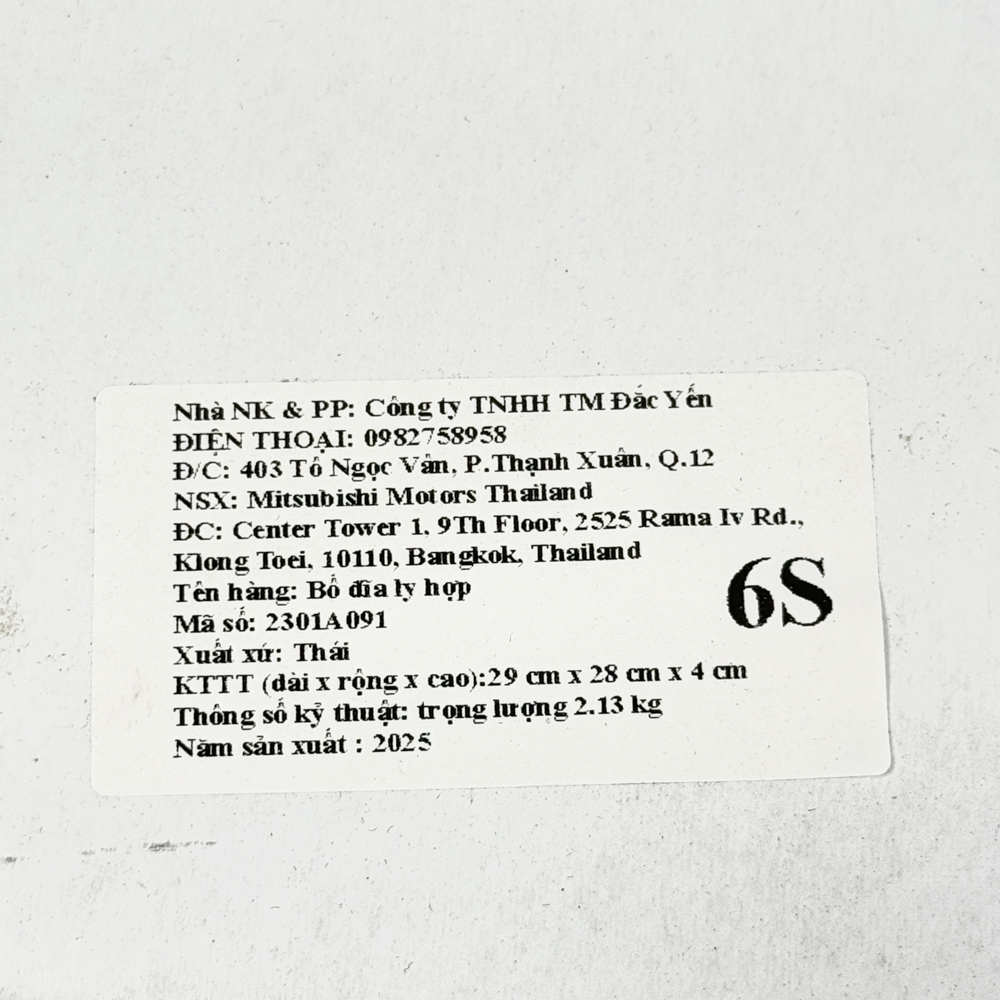 Nhà NK & PP: Công ty TNHH TM Đắc Yến
ĐIỆN THOẠI: 0982758958
Đ/C: 403 Tô Ngọc Vân, P.Thạnh Xuân, Q.12
NSX: Mitsubishi Motors Thailand
ĐC: Center Tower 1, 9Th Floor, 2525 Rama Iv Rd.,
Klong Toei, 10110, Bangkok, Thailand
Tên hàng: Bố đĩa ly hợp
Mã số: 2301A091
6S
Xuất xứ: Thái
KTTT (dài x rộng x cao):29 cm x 28 cm x 4 cm
Thông số kỷ thuật: trọng lượng 2.13 kg
Năm sản xuất : 2025